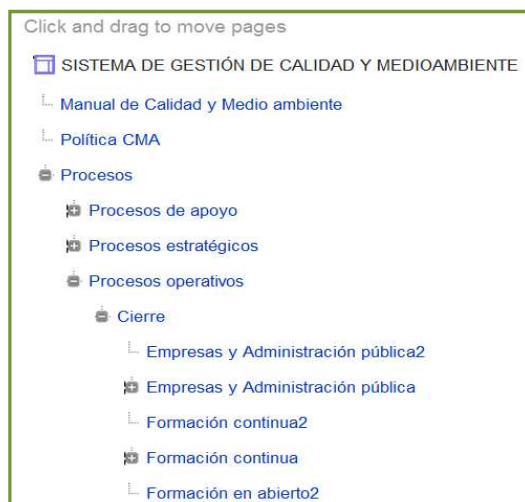 Click and drag to move pages
SISTEMA DE GESTIÓN DE CALIDAD Y MEDIOAMBIENTE
Manual de Calidad y Medio ambiente
Política CMA
Procesos
Procesos de apoyo
Procesos estratégicos
Procesos operativos
Cierre
Empresas y Administración pública2
Empresas y Administración pública
Formación continua2
Formación continua
Formación en abierto2